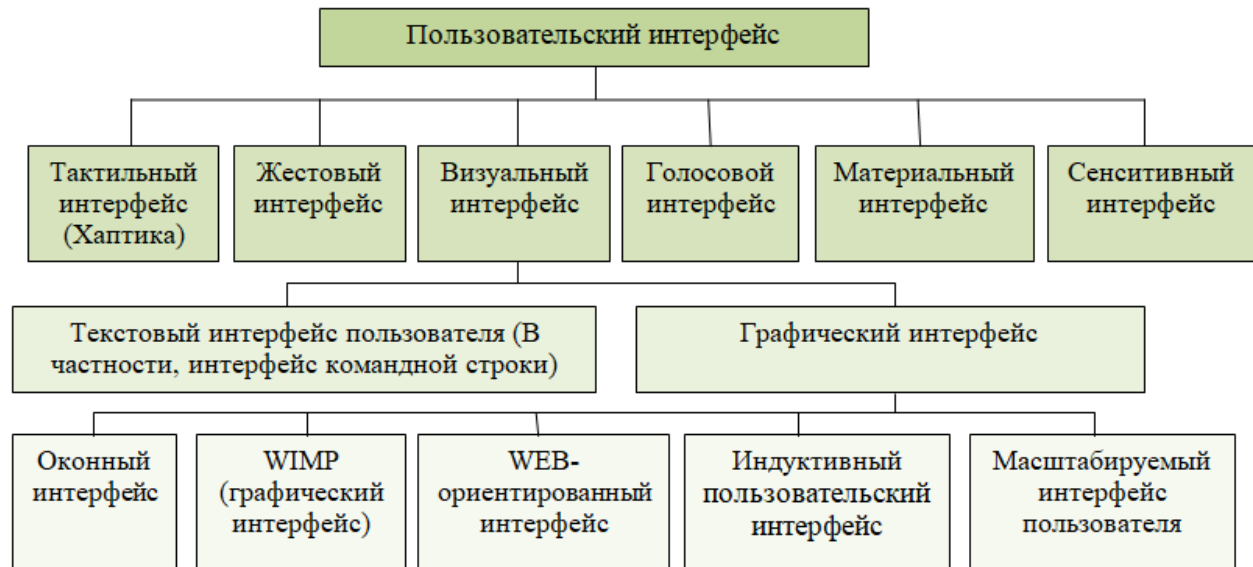 Пользовательский интерфейс
Тактильный
интерфейс
(Хаптика)
Жестовый
интерфейс
Визуальный
интерфейс
Голосовой
интерфейс
Материальный
интерфейс
Сенситивный
интерфейс
Текстовый интерфейс пользователя (В
частности, интерфейс командной строки)
Графический интерфейс
Оконный
интерфейс
WIMP
(графический
интерфейс)
WEB-
ориентированный
интерфейс
Индуктивный
пользовательский
интерфейс
Масштабируемый
интерфейс
пользователя